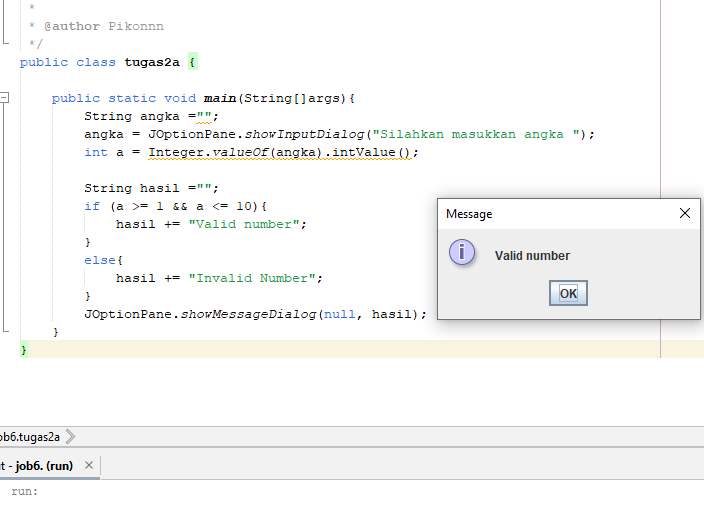 *
* @author Pikonnn
*/
public class tugas2a {
public static void main(String[]args){
String angka ="";
angka = JOptionPane.showInputDialog("Silahkan masukkan angka ");
int a = Integer.valueOf(angka).intValue();
String hasil ="";
if (a >= 1 && a <= 10){
hasil += "Valid number";
}
else{
hasil += "Invalid Number";
}
JOptionPane.showMessageDialog(null, hasil);
}
}
Message
Valid number
OK
ob6.tugas2a
t - job6. (run)
run: